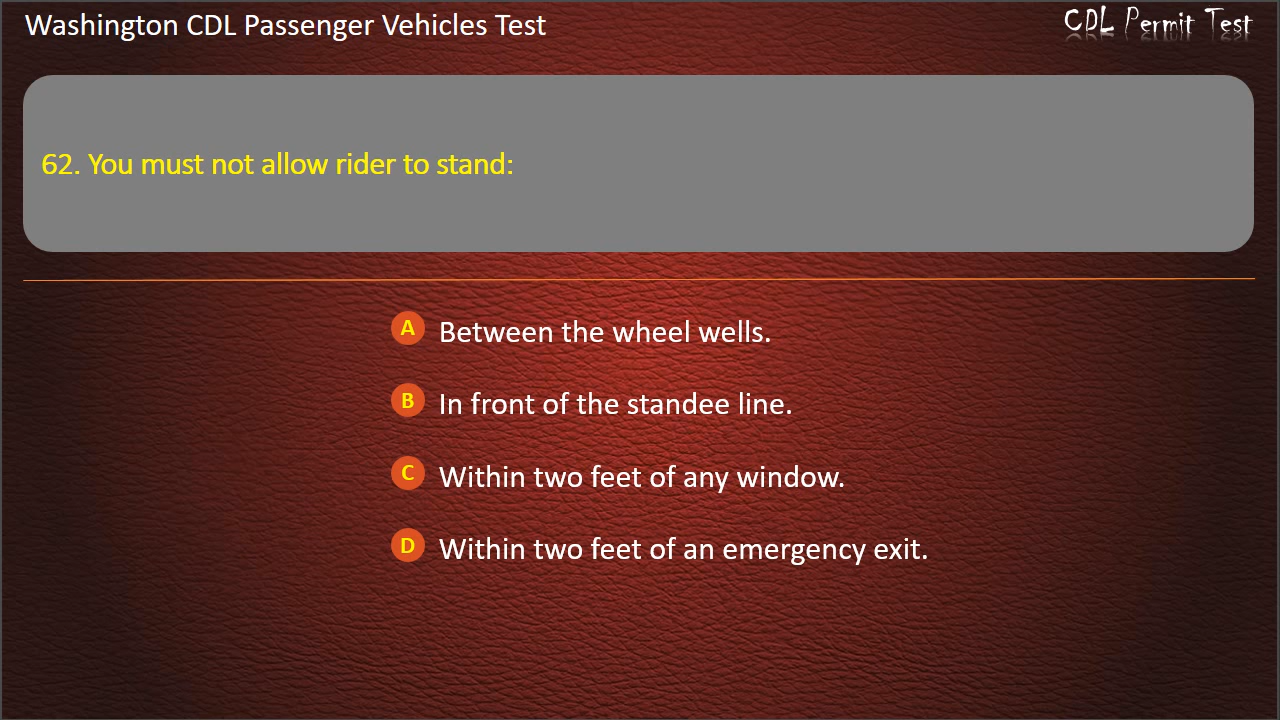 Washington CDL Passenger Vehicles Test
CDL Permit Test
62. You must not allow rider to stand:
A Between the wheel wells.
B In front of the standee line.
C Within two feet of any window.
D Within two feet of an emergency exit.